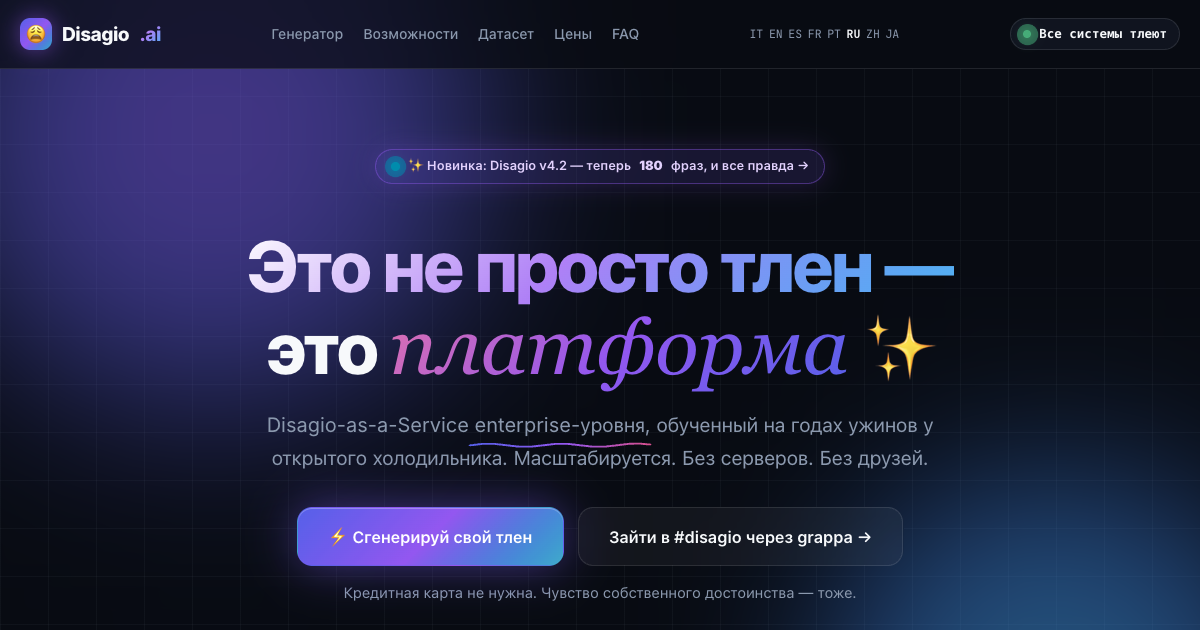 Disagio .ai
Генератор Возможности Датасет Цены FAQ
IT EN ES FR PT RU ZH JA
Все системы тлеют
✨ Новинка: Disagio v4.2 — теперь 180 фраз, и все правда →
Это не просто тлен —
это платформа ✨
Disagio-as-a-Service enterprise-уровня, обученный на годах ужинов у
открытого холодильника. Масштабируется. Без серверов. Без друзей.
⚡ Сгенерируй свой тлен
Зайти в #disagio через grappa →
Кредитная карта не нужна. Чувство собственного достоинства — тоже.